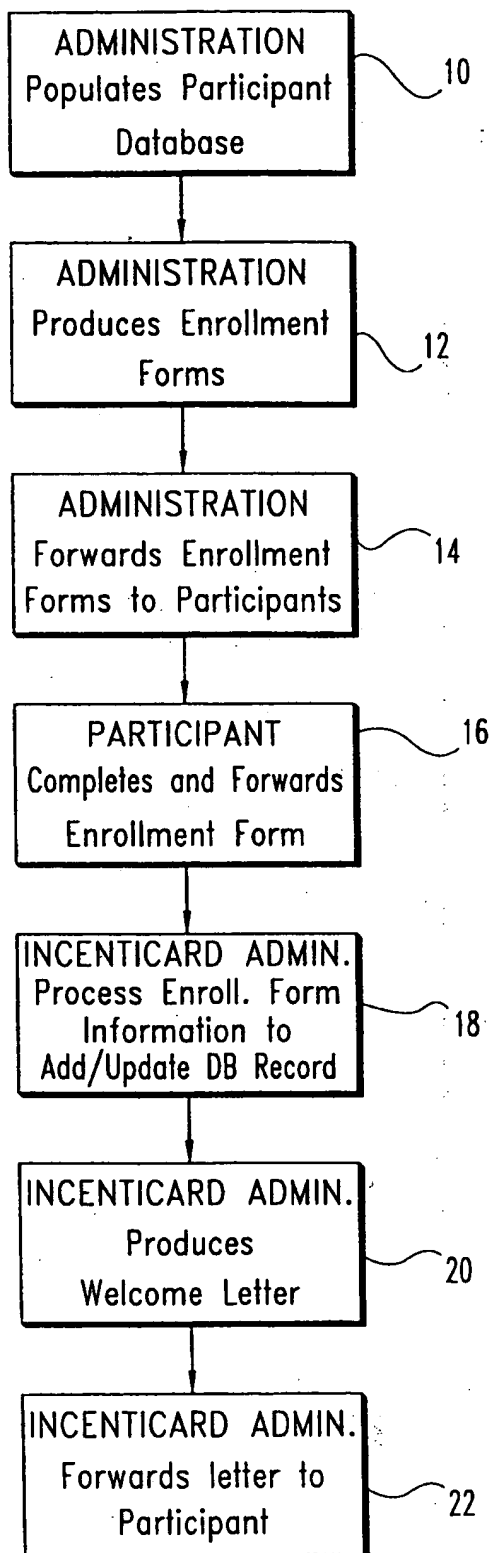 ADMINISTRATION
Populates Participant
Database
10
ADMINISTRATION
Produces Enrollment
Forms
12
ADMINISTRATION
Forwards Enrollment
Forms to Participants
14
PARTICIPANT
Completes and Forwards
Enrollment Form
16
INCENTICARD ADMIN.
Process Enroll. Form
Information to
Add/Update DB Record
18
INCENTICARD ADMIN.
Produces
Welcome Letter
20
INCENTICARD ADMIN.
Forwards letter to
Participant
22